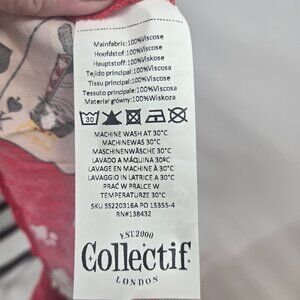 Mainfabric:100%Viscose
Hoofdstof:100%Viscose
Hauptstoff:100%Viskose
Tejido principal:100%Viscosa
Tissu principal:100%Viscose
Tessuto principale:100%Viscosa
Materiał główny:100%Wiskoza
30
MACHINE WASH AT 30°C
MACHINEWAS 30°C
MASCHINENWÄSCHE 30°C
LAVADO A MÁQUINA 30ºC
LAVAGE EN MACHINE À 30°C
LAVAGGIO IN LATRICE A 30°C
PRAĆ W PRALCE W
TEMPERATURZE 30°C
SKU SS220316A PO 15355-4
RN#138432
EST.2000
Collectif
LONDON